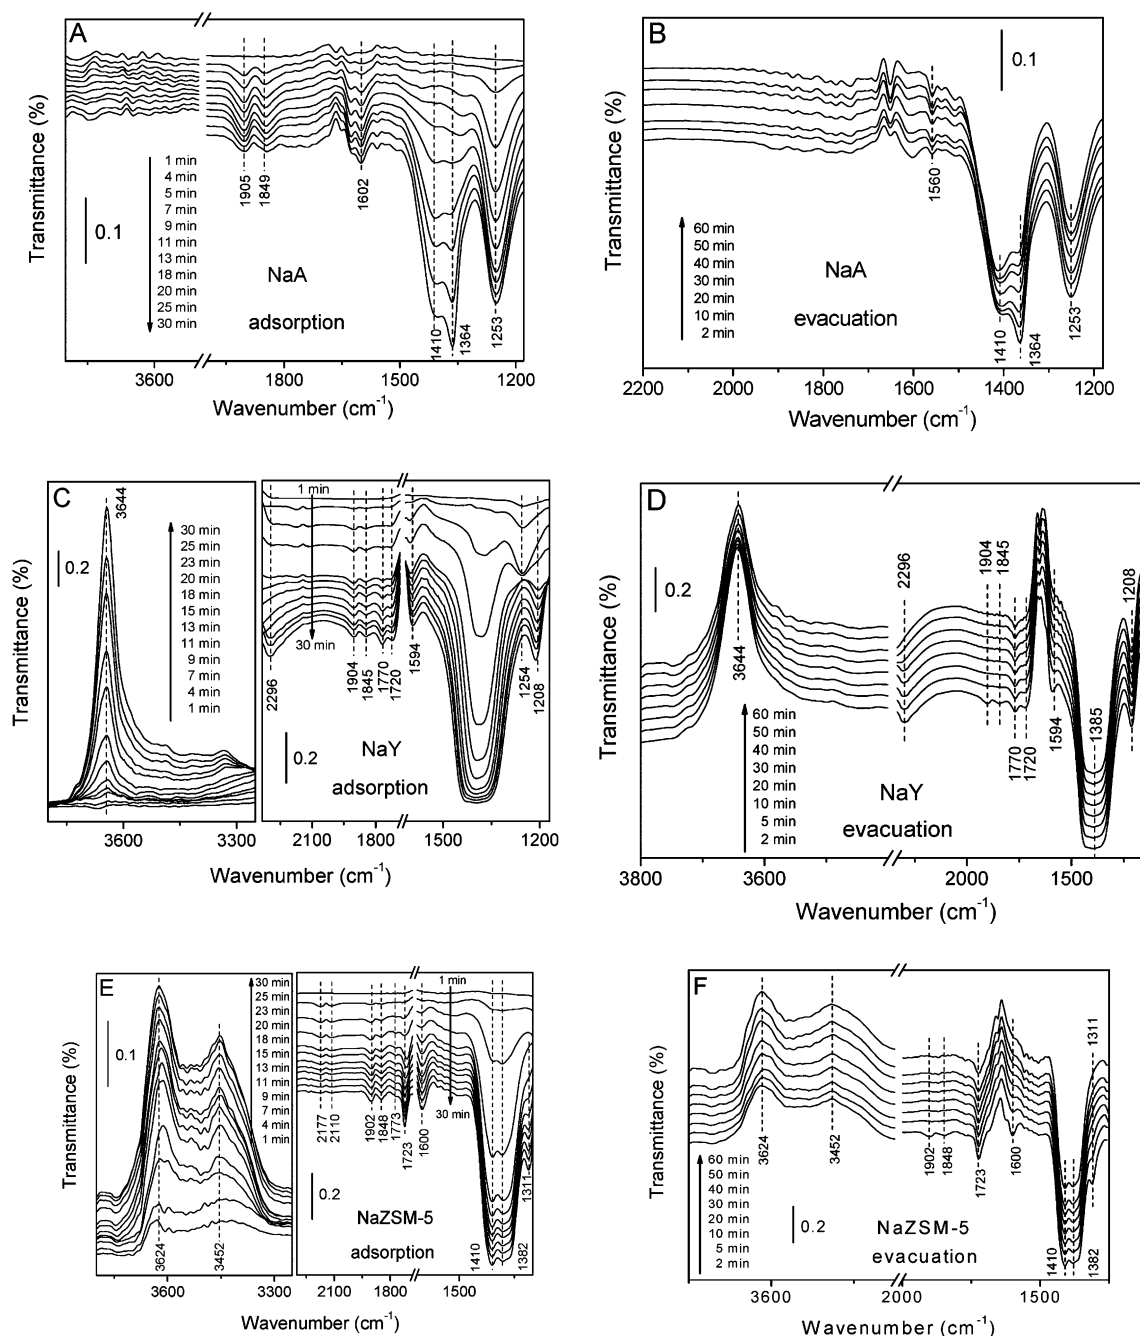 A
Transmittance (%)
1905
1849
1602
1410
1364
1253
1 min
4 min
5 min
7 min
9 min
11 min
13 min
18 min
20 min
25 min
30 min
0.1
NaA
adsorption
3600
1800
1500
1200
Wavenumber (cm⁻¹)
B
Transmittance (%)
0.1
1560
60 min
50 min
40 min
30 min
20 min
10 min
2 min
NaA
evacuation
1410
1364
1253
2200
2000
1800
1600
1400
1200
Wavenumber (cm⁻¹)
C
Transmittance (%)
3644
0.2
30 min
25 min
23 min
20 min
18 min
15 min
13 min
11 min
9 min
7 min
4 min
1 min
1 min
30 min
2296
1904
1845
1770
1720
1594
1254
1208
0.2
NaY
adsorption
3600
3300
2100
1800
1500
1200
Wavenumber (cm⁻¹)
D
Transmittance (%)
0.2
3644
2296
1904
1845
1770
1720
1594
1385
1208
60 min
50 min
40 min
30 min
20 min
10 min
5 min
2 min
NaY
evacuation
3800
3600
2000
1500
Wavenumber (cm⁻¹)
E
Transmittance (%)
0.1
30 min
25 min
23 min
20 min
18 min
15 min
13 min
11 min
9 min
7 min
4 min
1 min
3624
3452
1 min
30 min
2177
2110
1902
1848
1773
1723
1600
1410
1382
1311
0.2
NaZSM-5
adsorption
3600
3300
2100
1800
1500
1200
Wavenumber (cm⁻¹)
F
Transmittance (%)
3624
3452
1902
1848
1723
1600
1410
1382
1311
60 min
50 min
40 min
30 min
20 min
10 min
5 min
2 min
0.2
NaZSM-5
evacuation
3600
2000
1500
Wavenumber (cm⁻¹)